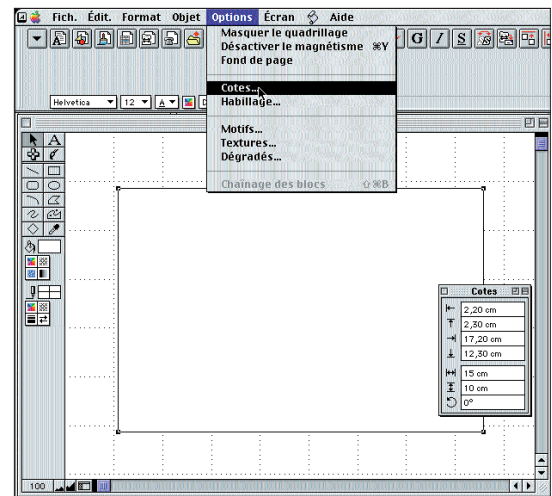 Fich. Édit. Format Objet Options Écran Aide
Masquer le quadrillage
Désactiver le magnétisme ⌘Y
Fond de page
Cotes...
Habillage...
Motifs...
Textures...
Dégradés...
Chaînage des blocs ⇧⌘B
G I S
Helvetica 12 A
A
Cotes
2,20 cm
2,30 cm
17,20 cm
12,30 cm
15 cm
10 cm
0°
100